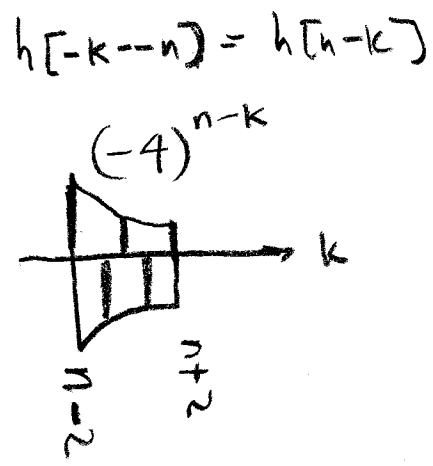 h[-k--n) = h[n-k]
(-4)^{n-k}
k
n-2
n+2